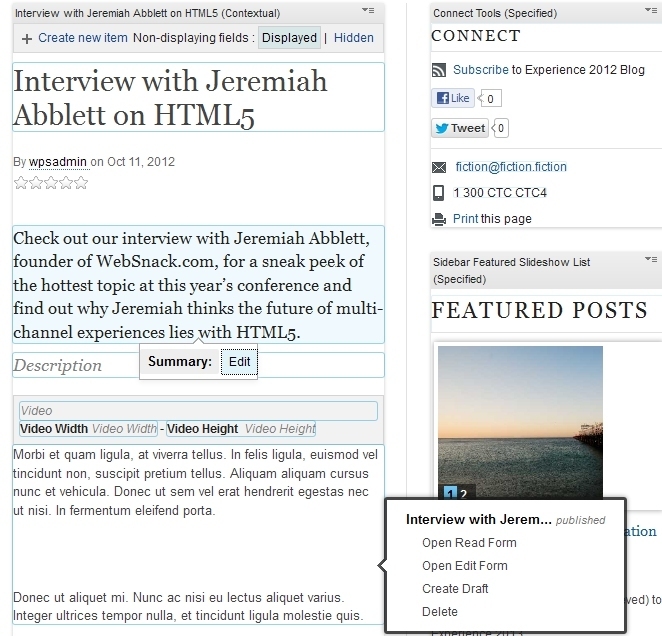 Interview with Jeremiah Abblett on HTML5 (Contextual)
Create new item Non-displaying fields : Displayed | Hidden
Interview with Jeremiah
Abblett on HTML5
By wpsadmin on Oct 11, 2012
Check out our interview with Jeremiah Abblett,
founder of WebSnack.com, for a sneak peek of
the hottest topic at this year's conference and
find out why Jeremiah thinks the future of multi-
channel experiences lies with HTML5.
Description
Summary: Edit
Video
Video Width Video Width - Video Height Video Height
Morbi et quam ligula, at viverra tellus. In felis ligula, euismod vel
tincidunt non, suscipit pretium tellus. Aliquam aliquam cursus
nunc et vehicula. Donec ut sem vel erat hendrerit egestas nec
ut nisi. In fermentum eleifend porta.
Donec ut aliquet mi. Nunc ac nisi eu lectus aliquet varius.
Integer ultrices tempor nulla, et tincidunt ligula molestie quis.
Connect Tools (Specified)
CONNECT
Subscribe to Experience 2012 Blog
Like 0
Tweet 0
fiction@fiction.fiction
1 300 CTC CTC4
Print this page
Sidebar Featured Slideshow List
(Specified)
FEATURED POSTS
1 2
Interview with Jerem... published
Open Read Form
Open Edit Form
Create Draft
Delete
ation
ved) to